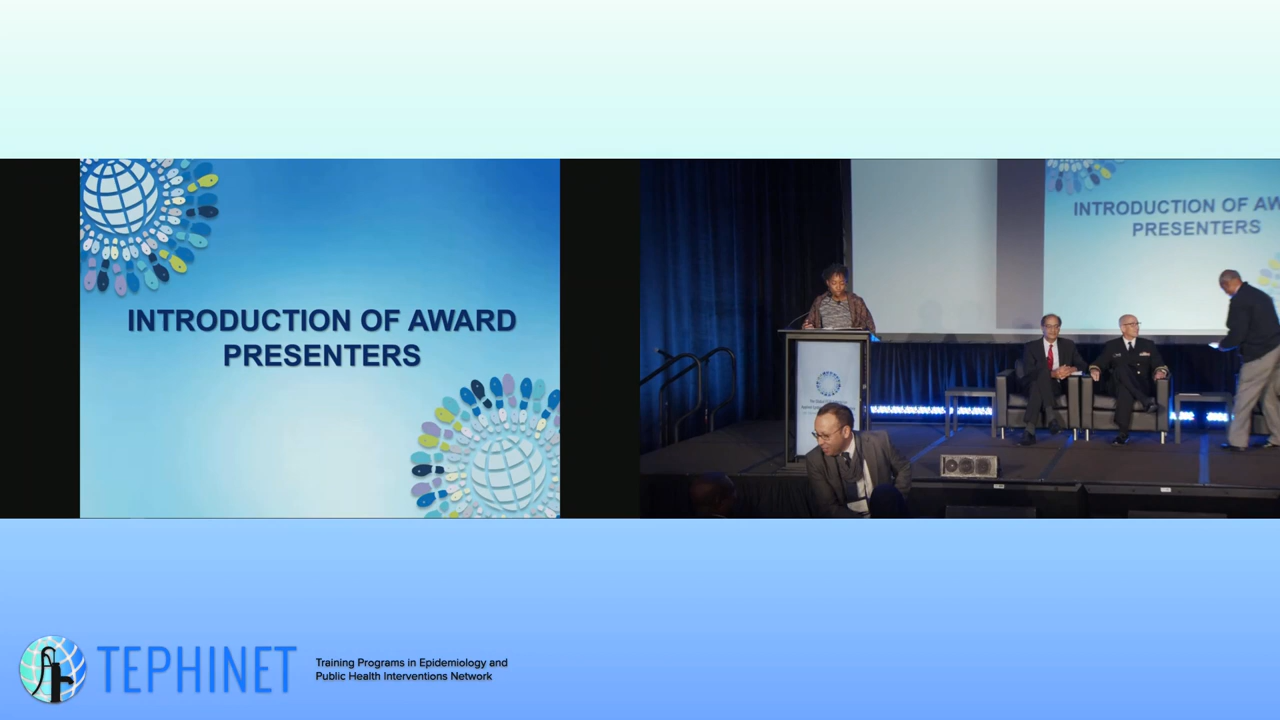 INTRODUCTION OF AWARD
PRESENTERS
INTRODUCTION OF AW
PRESENTERS
TEPHINET
Training Programs in Epidemiology and
Public Health Interventions Network